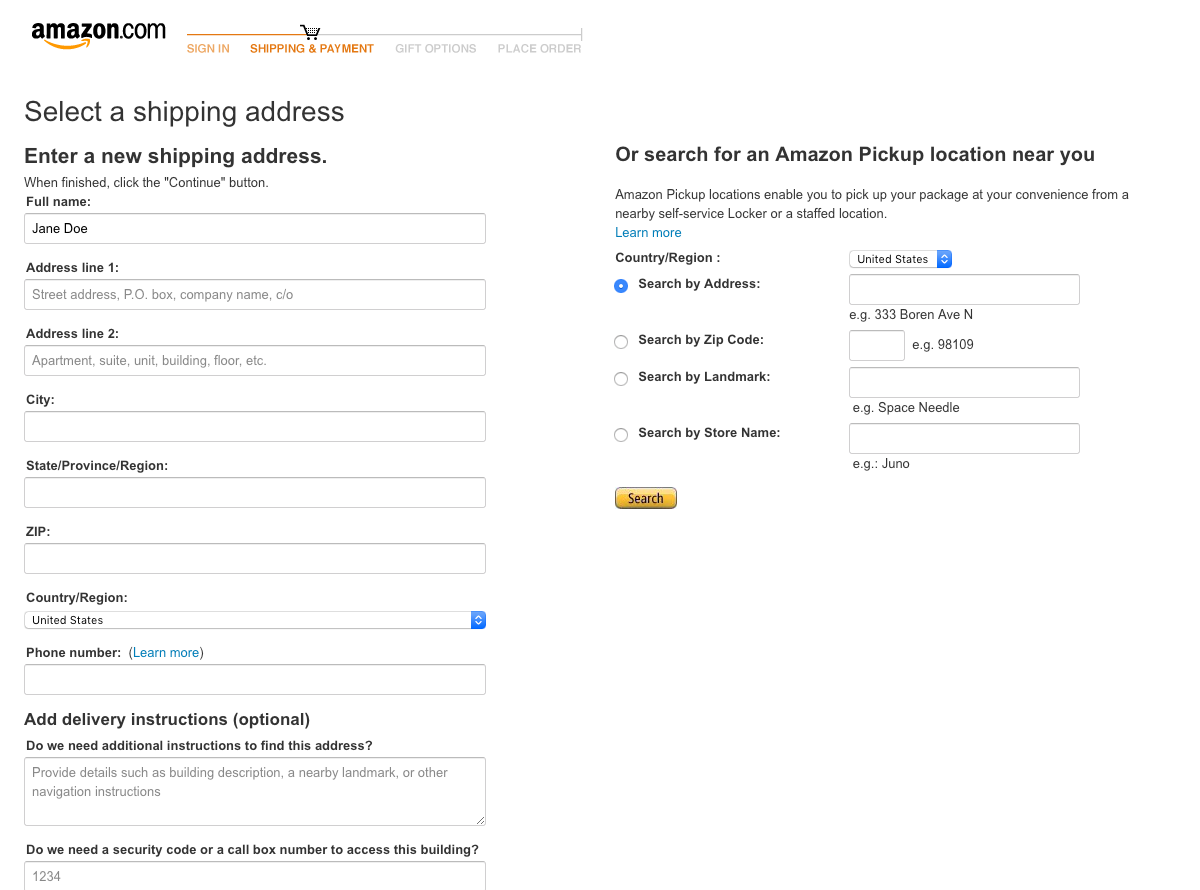 amazon.com
SIGN IN SHIPPING & PAYMENT GIFT OPTIONS PLACE ORDER
Select a shipping address
Enter a new shipping address.
When finished, click the "Continue" button.
Full name:
Jane Doe
Address line 1:
Street address, P.O. box, company name, c/o
Address line 2:
Apartment, suite, unit, building, floor, etc.
City:
State/Province/Region:
ZIP:
Country/Region:
United States
Phone number: (Learn more)
Add delivery instructions (optional)
Do we need additional instructions to find this address?
Provide details such as building description, a nearby landmark, or other
navigation instructions
Do we need a security code or a call box number to access this building?
1234
Or search for an Amazon Pickup location near you
Amazon Pickup locations enable you to pick up your package at your convenience from a
nearby self-service Locker or a staffed location.
Learn more
Country/Region : United States
Search by Address:
e.g. 333 Boren Ave N
Search by Zip Code: e.g. 98109
Search by Landmark:
e.g. Space Needle
Search by Store Name:
e.g.: Juno
Search